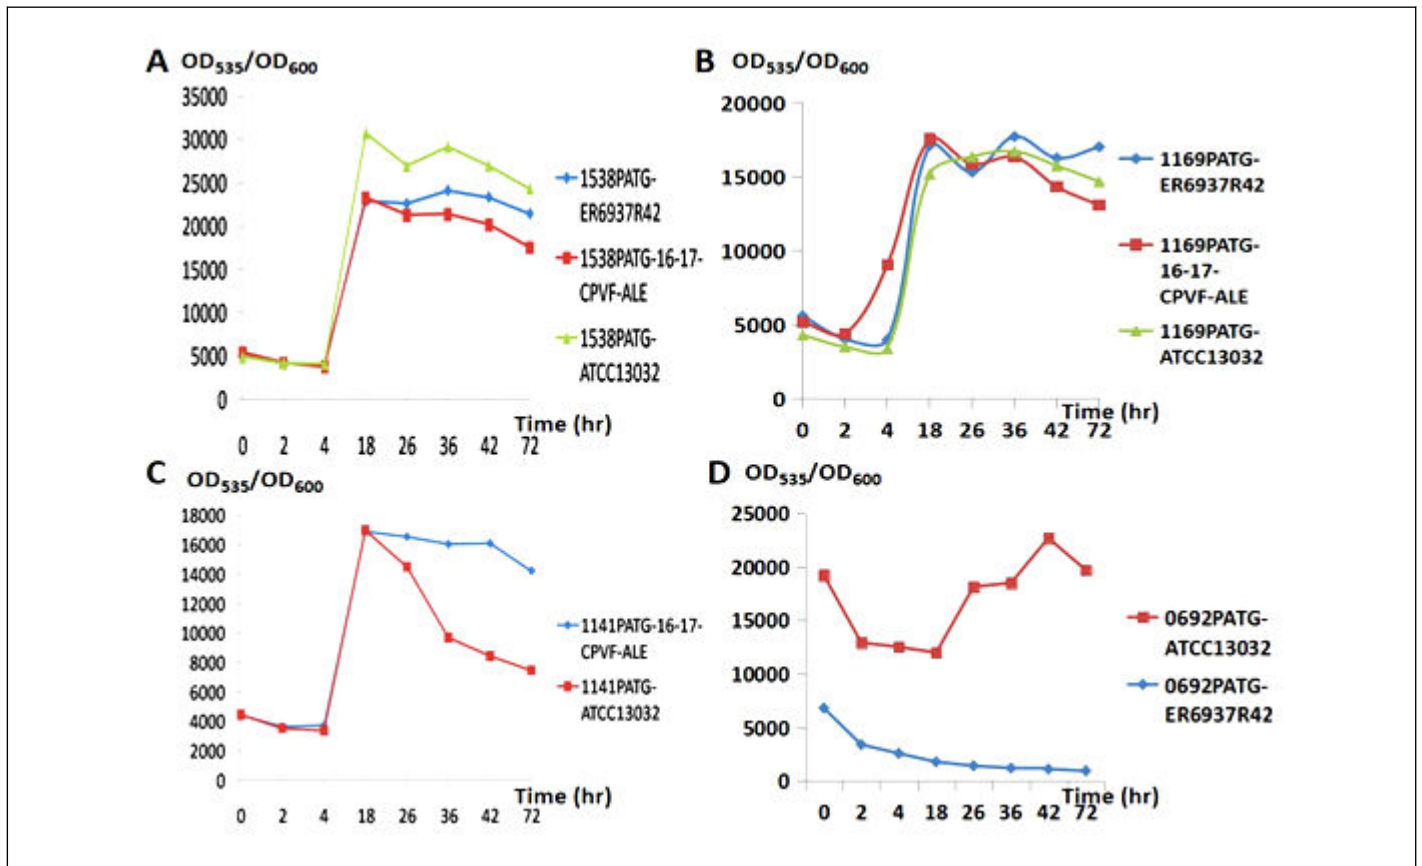 A OD535/OD600
35000
30000
25000
20000
15000
10000
5000
0
0 2 4 18 26 36 42 72
Time (hr)
1538PATG-
ER6937R42
1538PATG-16-17-
CPVF-ALE
1538PATG-
ATCC13032
B OD535/OD600
20000
15000
10000
5000
0
0 2 4 18 26 36 42 72
Time (hr)
1169PATG-
ER6937R42
1169PATG-
16-17-
CPVF-ALE
1169PATG-
ATCC13032
C OD535/OD600
18000
16000
14000
12000
10000
8000
6000
4000
2000
0
0 2 4 18 26 36 42 72
Time (hr)
1141PATG-16-17-
CPVF-ALE
1141PATG-
ATCC13032
D OD535/OD600
25000
20000
15000
10000
5000
0
0 2 4 18 26 36 42 72
Time (hr)
0692PATG-
ATCC13032
0692PATG-
ER6937R42